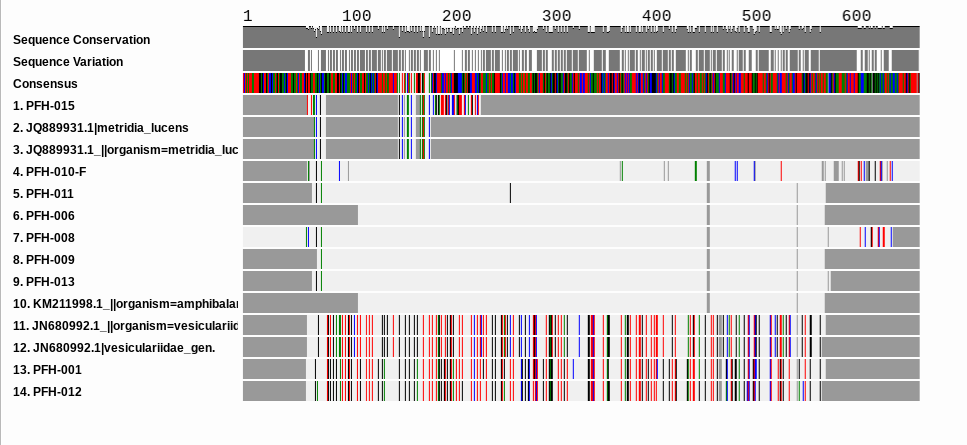 1 100 200 300 400 500 600
Sequence Conservation
Sequence Variation
Consensus
1. PFH-015
2. JQ889931.1|metridia_lucens
3. JQ889931.1_||organism=metridia_luc
4. PFH-010-F
5. PFH-011
6. PFH-006
7. PFH-008
8. PFH-009
9. PFH-013
10. KM211998.1_||organism=amphibalan
11. JN680992.1_||organism=vesiculariid
12. JN680992.1|vesiculariidae_gen.
13. PFH-001
14. PFH-012